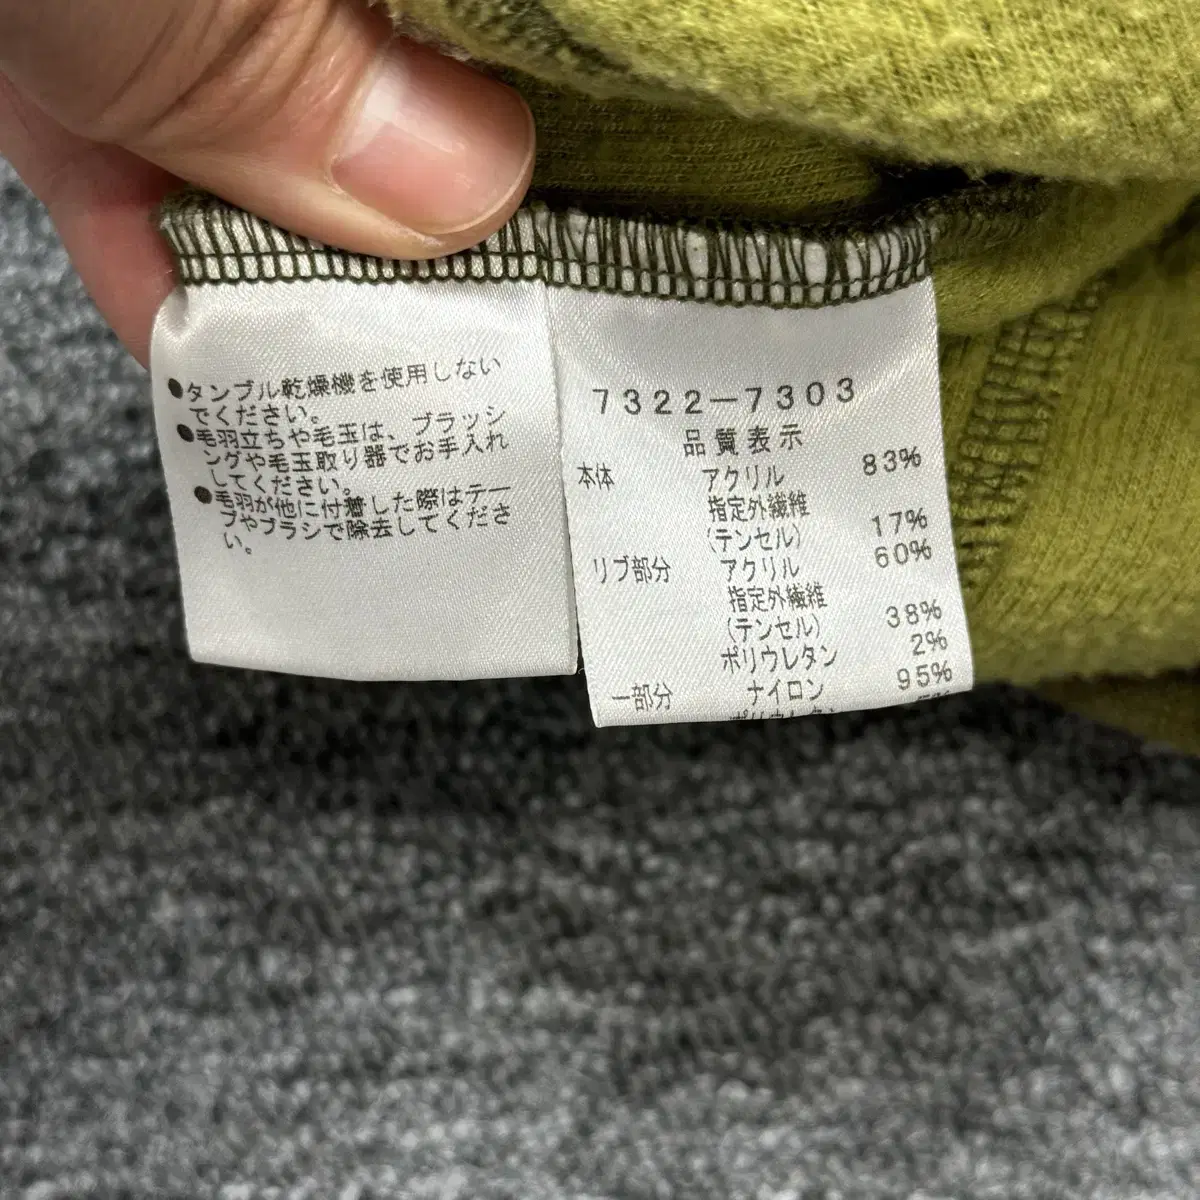 ●タンブル乾燥機を使用しない
でください。
●毛羽立ちや毛玉は、ブラッシ
ングや毛玉取り器でお手入れ
してください。
●毛羽が他に付着した際はテー
プやブラシで除去してくださ
い。
7322-7303
品質表示
本体 アクリル 83%
指定外繊維
(テンセル) 17%
リブ部分 アクリル 60%
指定外繊維
(テンセル) 38%
ポリウレタン 2%
一部分 ナイロン 95%
ポリウレタン